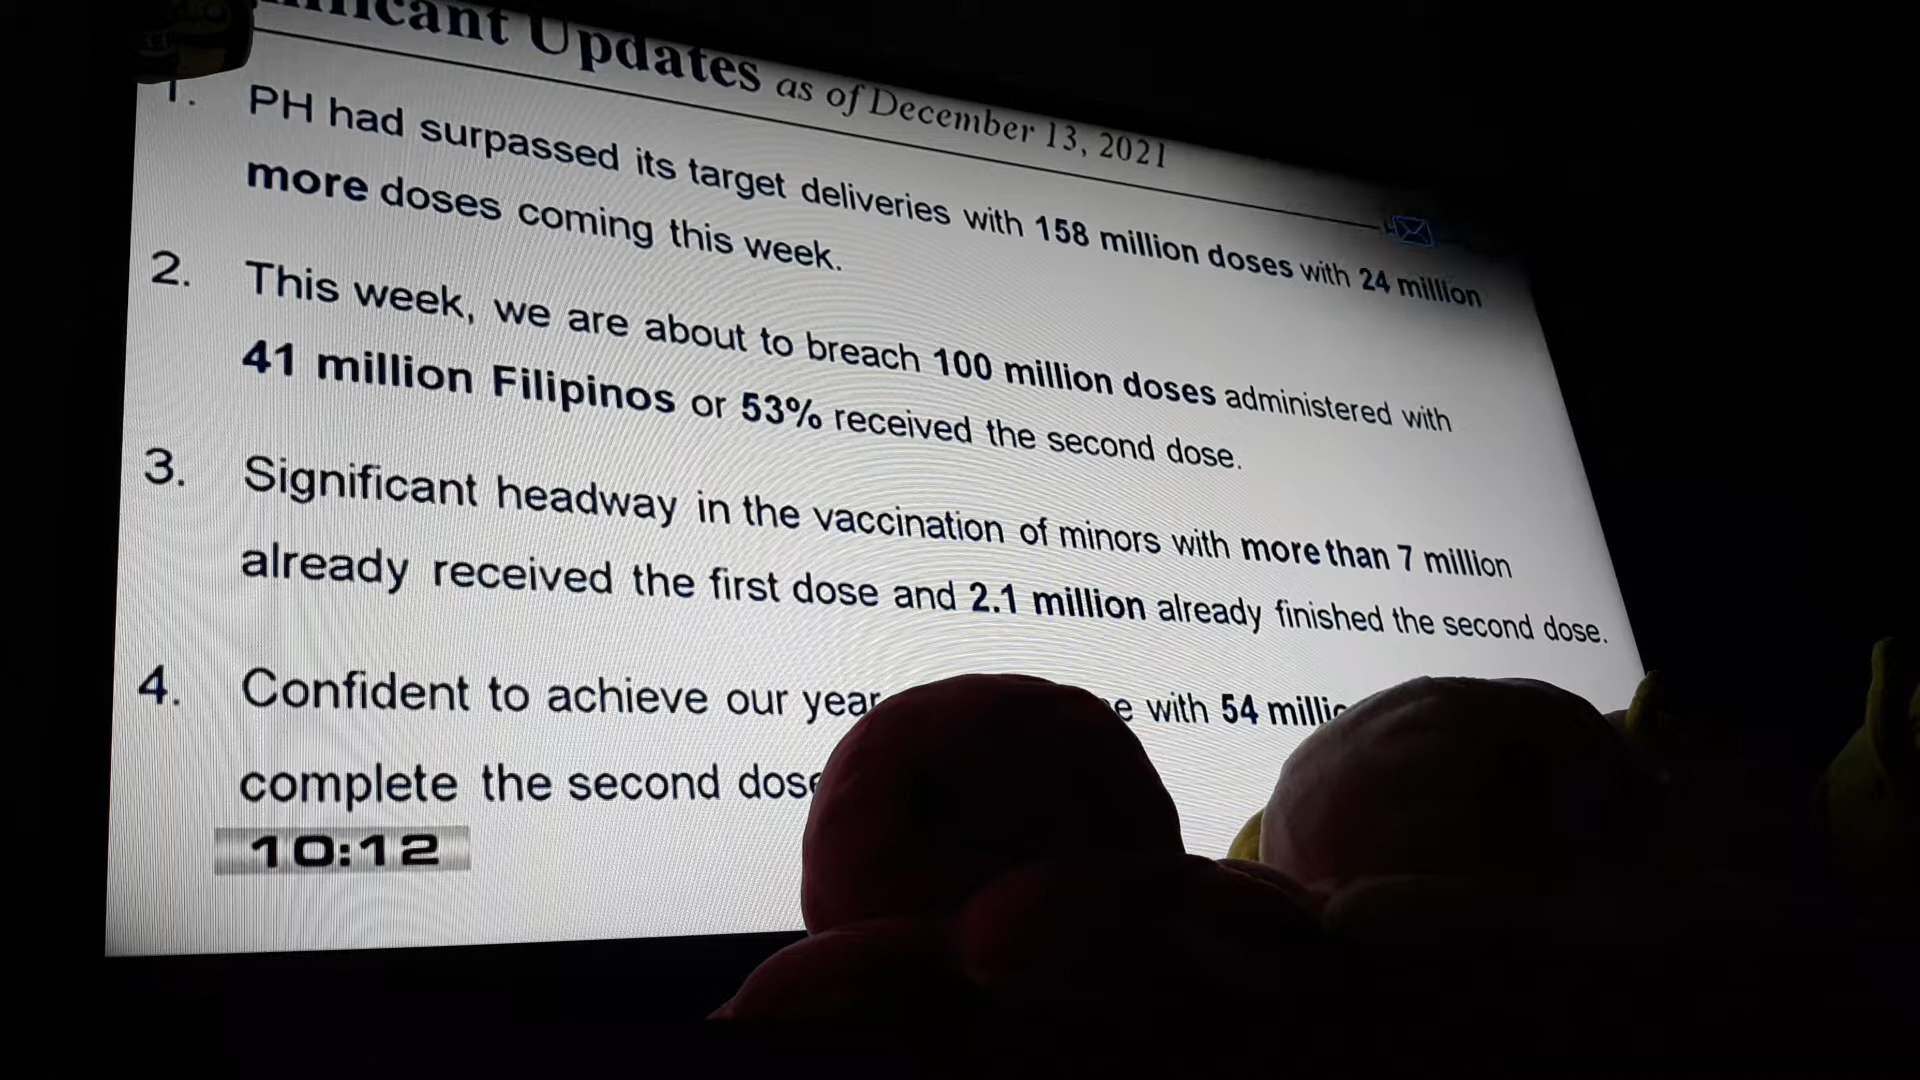 Updates as of December 13, 2021
1. PH had surpassed its target deliveries with 158 million doses with 24 million
more doses coming this week.
2. This week, we are about to breach 100 million doses administered with
41 million Filipinos or 53% received the second dose.
3. Significant headway in the vaccination of minors with more than 7 million
already received the first dose and 2.1 million already finished the second dose.
4. Confident to achieve our with 54
complete the second
10:12